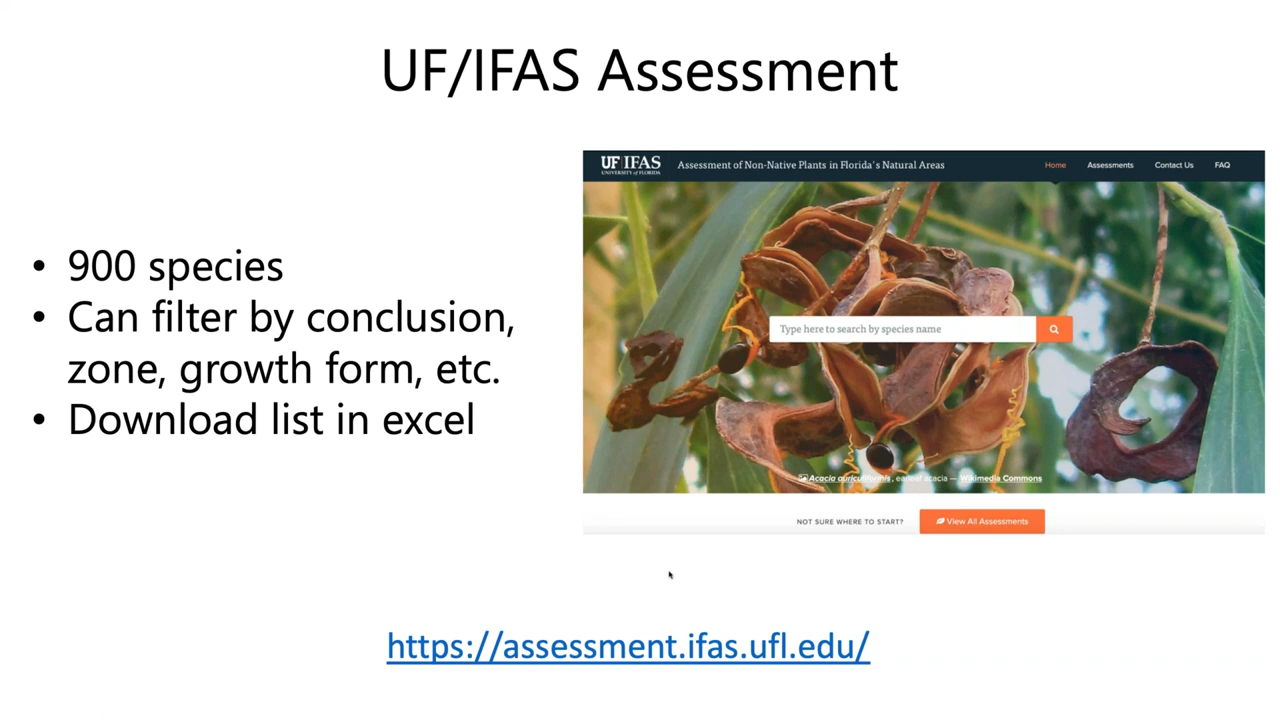 UF/IFAS Assessment
UF IFAS
UNIVERSITY of FLORIDA
Assessment of Non-Native Plants in Florida's Natural Areas
Home
Assessments
Contact Us
FAQ
• 900 species
• Can filter by conclusion,
zone, growth form, etc.
• Download list in excel
Type here to search by species name
Acacia auriculiformis, earleaf acacia — Wikimedia Commons
NOT SURE WHERE TO START?
View All Assessments
https://assessment.ifas.ufl.edu/